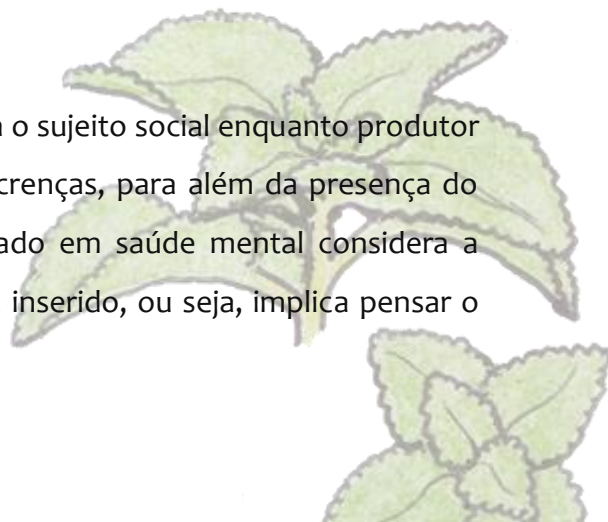 o sujeito social enquanto produtor
crenças, para além da presença do
em saúde mental considera a
inserido, ou seja, implica pensar o